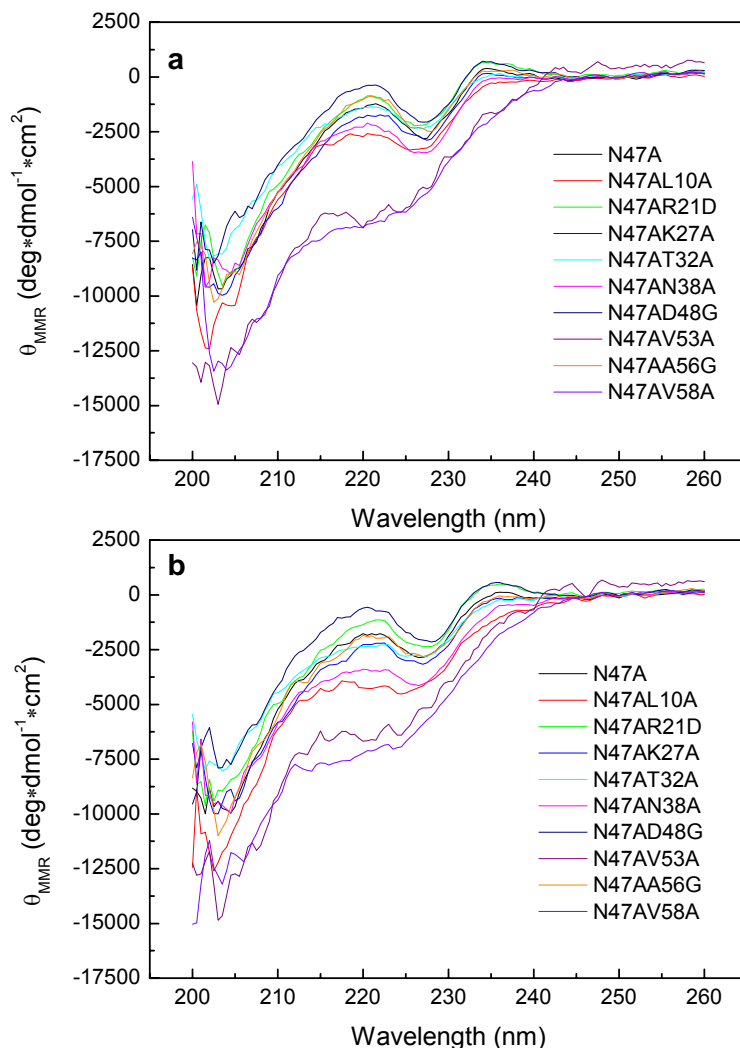 a
2500
0
-2500
-5000
-7500
-10000
-12500
-15000
-17500
θMMR (deg*dmol⁻¹*cm²)
N47A
N47AL10A
N47AR21D
N47AK27A
N47AT32A
N47AN38A
N47AD48G
N47AV53A
N47AA56G
N47AV58A
200 210 220 230 240 250 260
Wavelength (nm)
b
2500
0
-2500
-5000
-7500
-10000
-12500
-15000
-17500
θMMR (deg*dmol⁻¹*cm²)
N47A
N47AL10A
N47AR21D
N47AK27A
N47AT32A
N47AN38A
N47AD48G
N47AV53A
N47AA56G
N47AV58A
200 210 220 230 240 250 260
Wavelength (nm)